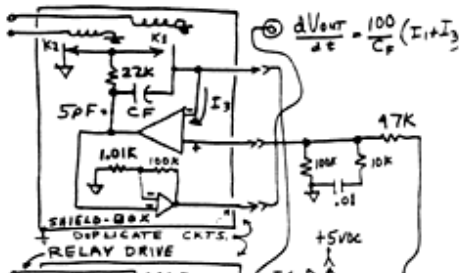 K2
K1
dVOUT/dt = 100/CF (I1+I3
22K
5PF
CF
I3
-
+
47K
1.01K
100K
100K
10K
.01
-
+
SHIELD-BOX
DUPLICATE CKTS.
+5VDC
RELAY DRIVE